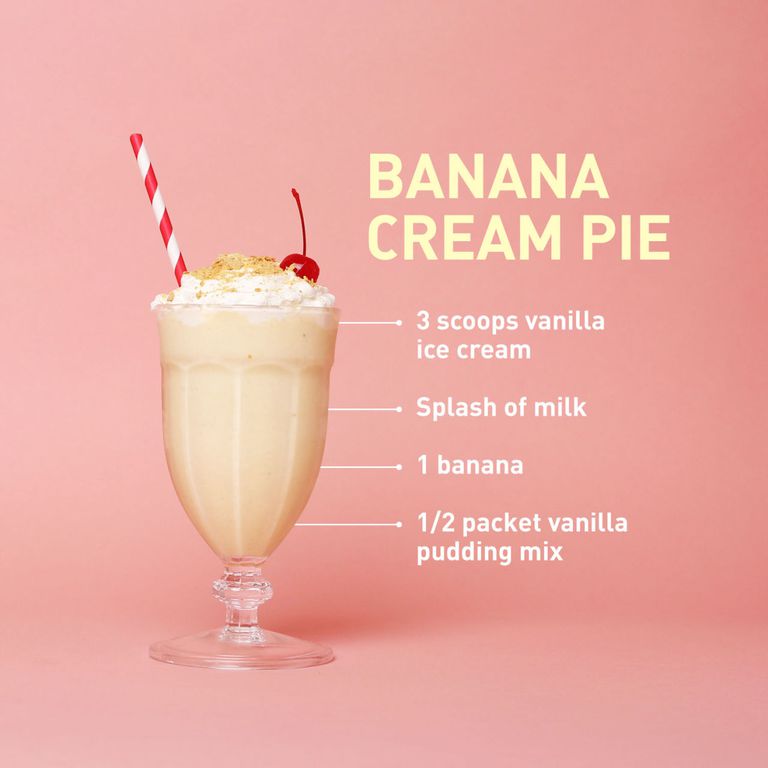 BANANA
CREAM PIE
3 scoops vanilla
ice cream
Splash of milk
1 banana
1/2 packet vanilla
pudding mix